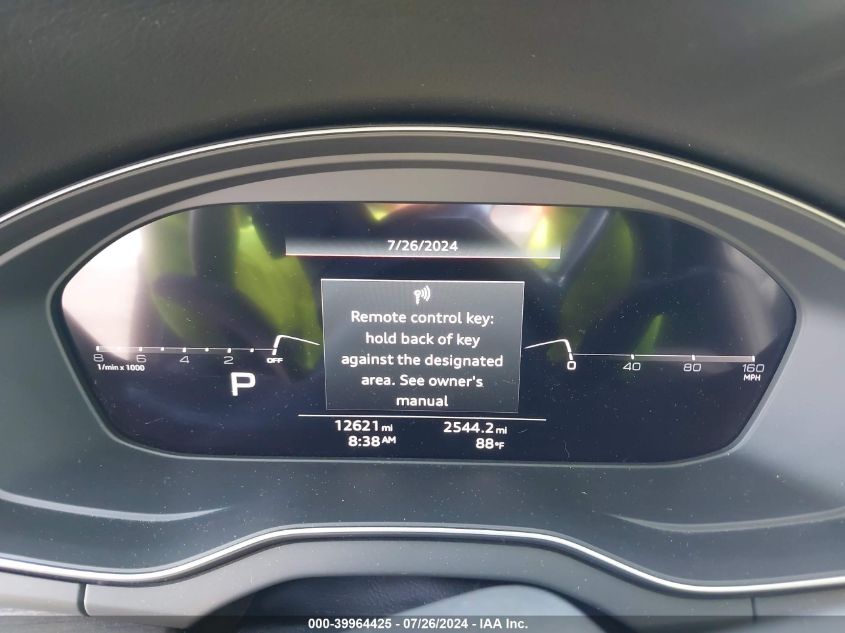 7/26/2024
Remote control key:
hold back of key
against the designated
area. See owner's
manual
8 6 4 2 OFF
1/min x 1000
P
0 40 80 160
MPH
12621 mi 2544.2 mi
8:38 AM 88°F
000-39964425 - 07/26/2024 - IAA Inc.